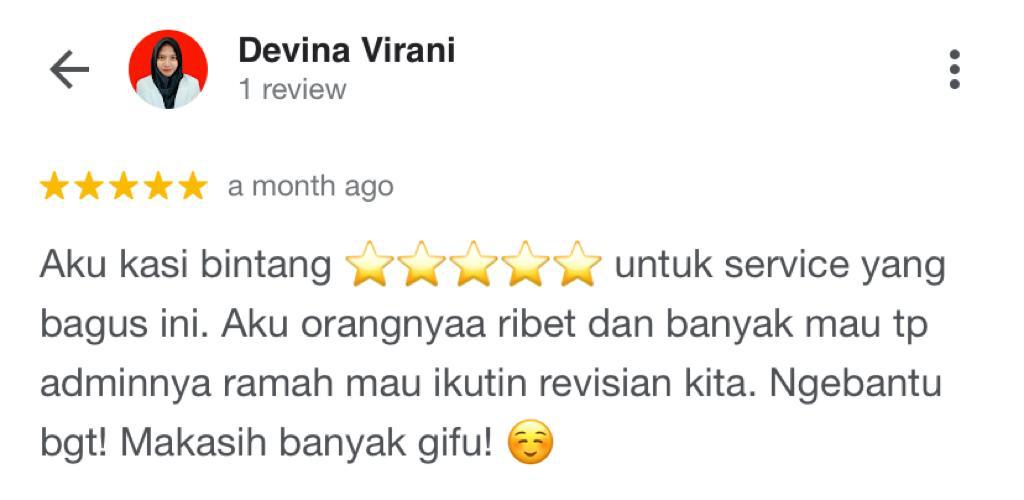 Devina Virani
1 review
a month ago
Aku kasi bintang ⭐⭐⭐⭐⭐ untuk service yang
bagus ini. Aku orangnyaa ribet dan banyak mau tp
adminnya ramah mau ikutin revisian kita. Ngebantu
bgt! Makasih banyak gifu! ☺️